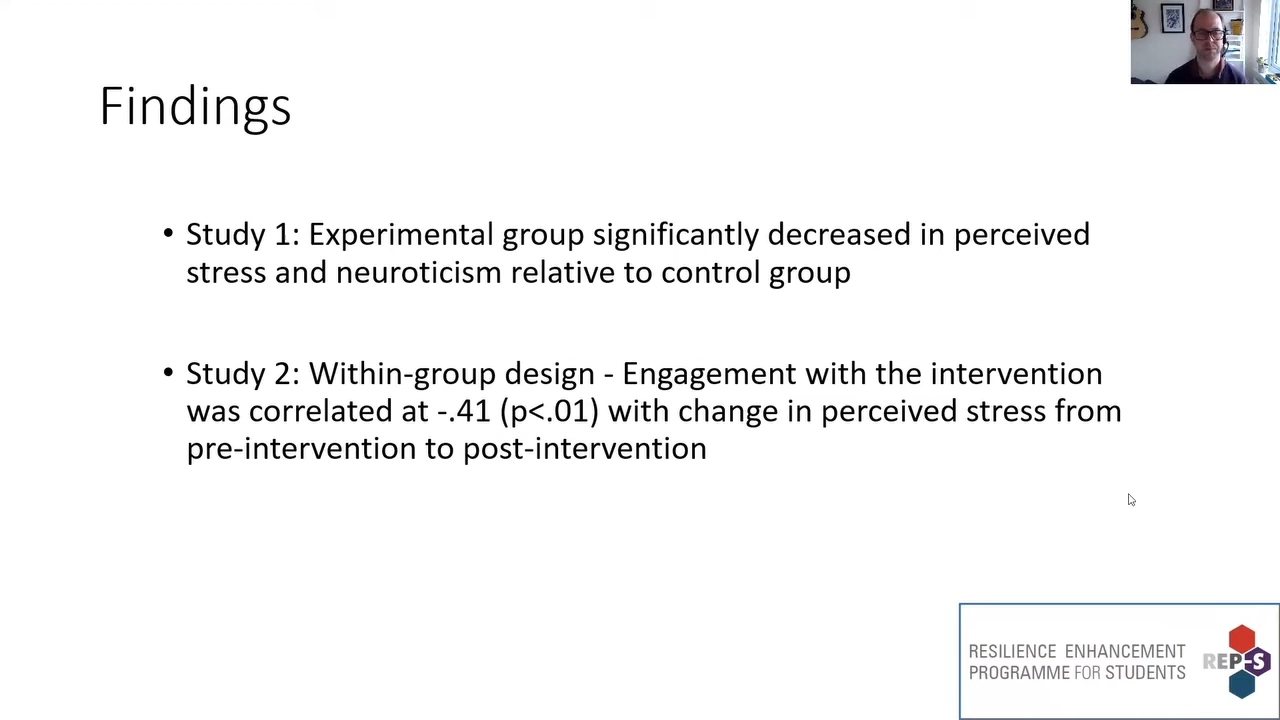 Findings
• Study 1: Experimental group significantly decreased in perceived
stress and neuroticism relative to control group
• Study 2: Within-group design - Engagement with the intervention
was correlated at -.41 (p<.01) with change in perceived stress from
pre-intervention to post-intervention
RESILIENCE ENHANCEMENT
PROGRAMME FOR STUDENTS
REP-S